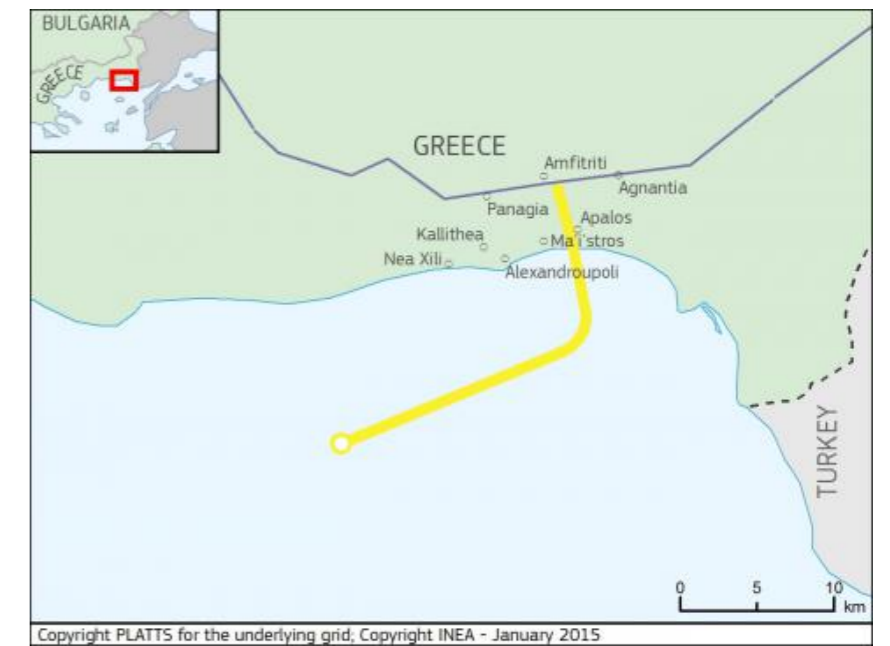 BULGARIA
GREECE
GREECE
Amfitriti
Agnantia
Panagia
Apalos
Kallithea
Ma'i'stros
Nea Xili
Alexandroupoli
TURKEY
0 5 10
km
Copyright PLATTS for the underlying grid; Copyright INEA - January 2015